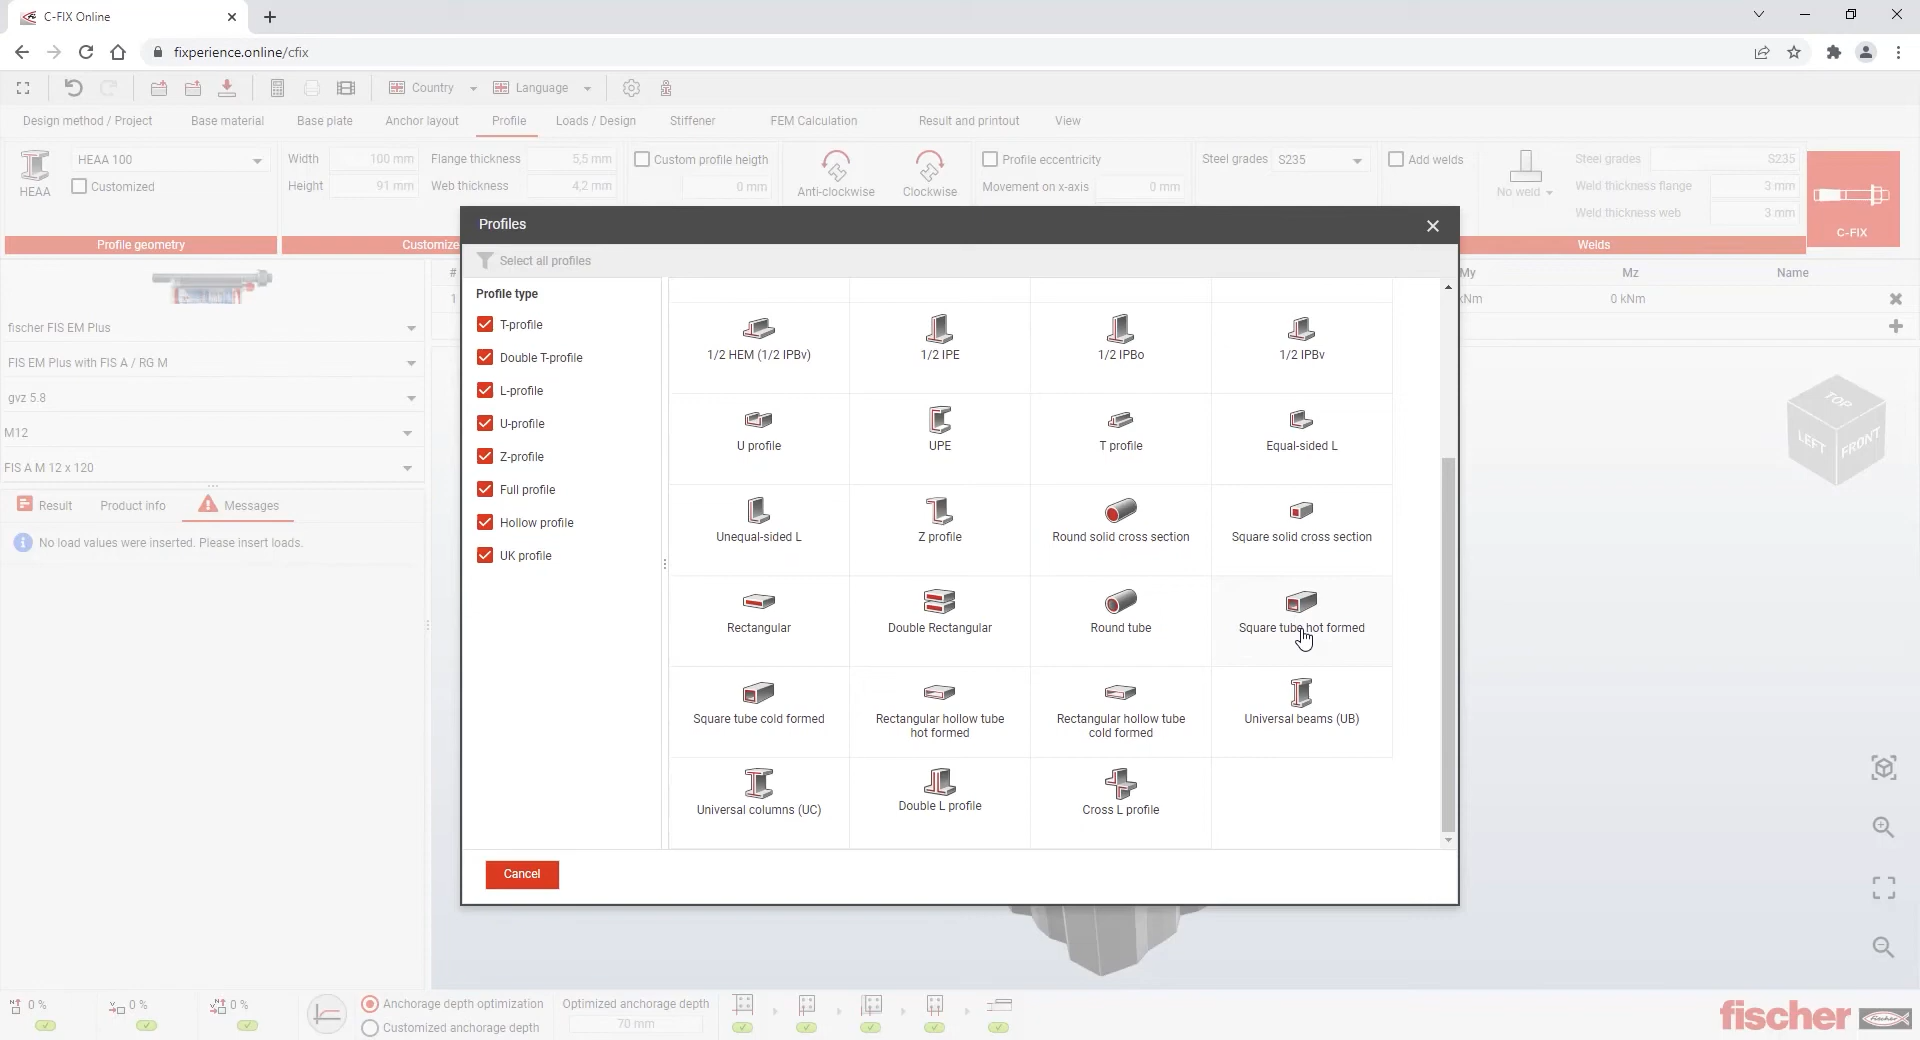 C-FIX Online
fixperience.online/cfix
Country
Language
Design method / Project
Base material
Base plate
Anchor layout
Profile
Loads / Design
Stiffener
FEM Calculation
Result and printout
View
HEAA
HEAA 100
Customized
Profile geometry
Width
100 mm
Flange thickness
5,5 mm
Height
91 mm
Web thickness
4,2 mm
Customize
Custom profile heigth
0 mm
Anti-clockwise
Clockwise
Profile eccentricity
Movement on x-axis
0 mm
Steel grades
S235
Add welds
No weld
Steel grades
S235
Weld thickness flange
3 mm
Weld thickness web
3 mm
Welds
C-FIX
fischer FIS EM Plus
FIS EM Plus with FIS A / RG M
gvz 5.8
M12
FIS A M 12 x 120
Result
Product info
Messages
No load values were inserted. Please insert loads.
#
1
My
Mz
Name
kNm
0 kNm
Profiles
Select all profiles
Profile type
T-profile
Double T-profile
L-profile
U-profile
Z-profile
Full profile
Hollow profile
UK profile
1/2 HEM (1/2 IPBv)
1/2 IPE
1/2 IPBo
1/2 IPBv
U profile
UPE
T profile
Equal-sided L
Unequal-sided L
Z profile
Round solid cross section
Square solid cross section
Rectangular
Double Rectangular
Round tube
Square tube hot formed
Square tube cold formed
Rectangular hollow tube
hot formed
Rectangular hollow tube
cold formed
Universal beams (UB)
Universal columns (UC)
Double L profile
Cross L profile
Cancel
TOP
LEFT
FRONT
N
0 %
V
0 %
N
V
0 %
Anchorage depth optimization
Customized anchorage depth
Optimized anchorage depth
70 mm
fischer
fischer